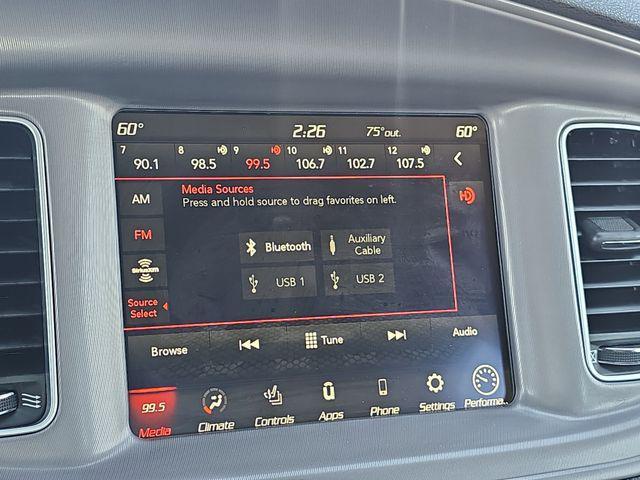 60° 2:26 75°out. 60°
7 8 9 10 11 12
90.1 98.5 99.5 106.7 102.7 107.5
AM
FM
SiriusXM
Source
Select
Media Sources
Press and hold source to drag favorites on left.
Bluetooth
Auxiliary
Cable
USB 1 USB 2
HD
Browse Tune Audio
99.5
Media Climate Controls Apps Phone Settings Performa...